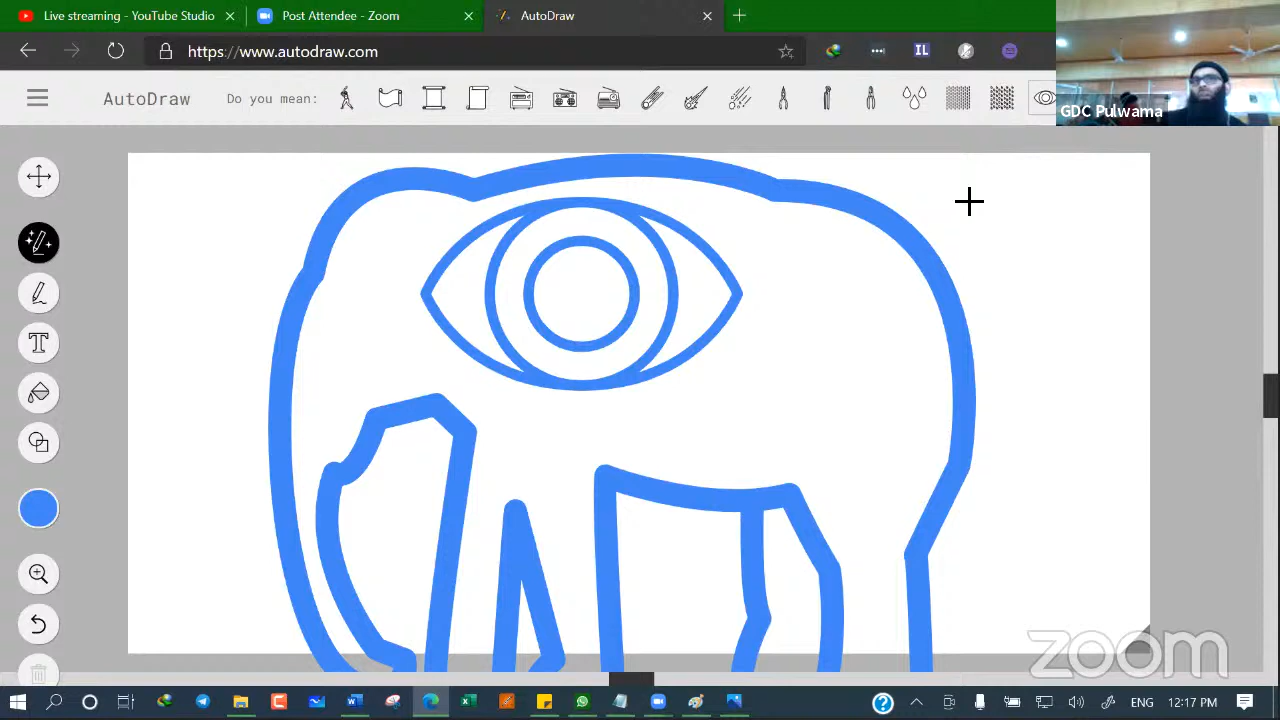 Live streaming - YouTube Studio
Post Attendee - Zoom
AutoDraw
https://www.autodraw.com
IL
AutoDraw
Do you mean:
GDC Pulwama
T
zoom
ENG
12:17 PM